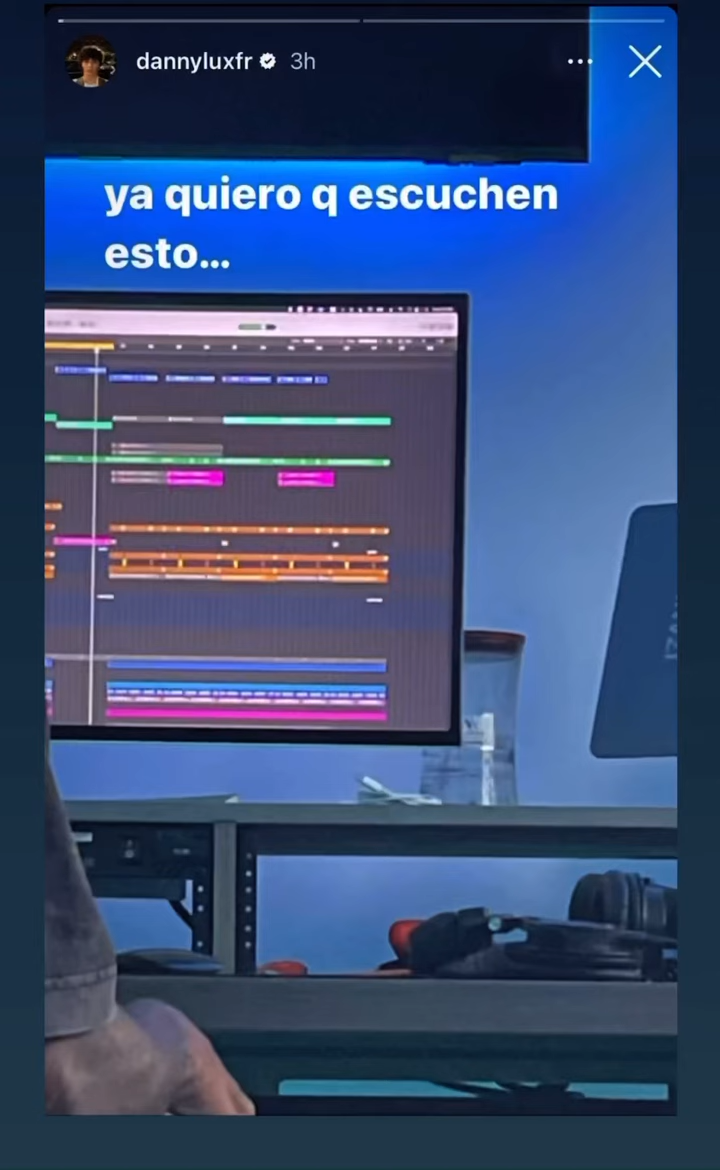 dannyluxfr 3h
ya quiero q escuchen
esto...